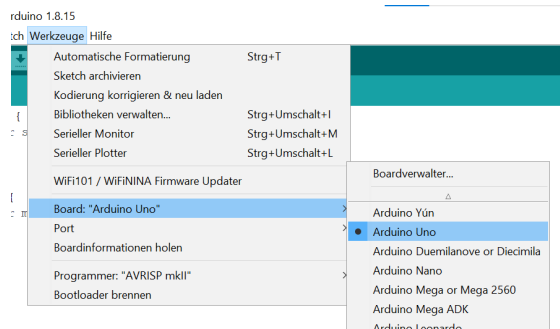 rduino 1.8.15
tch Werkzeuge Hilfe
Automatische Formatierung Strg+T
Sketch archivieren
Kodierung korrigieren & neu laden
Bibliotheken verwalten... Strg+Umschalt+I
Serieller Monitor Strg+Umschalt+M
Serieller Plotter Strg+Umschalt+L
WiFi101 / WiFiNINA Firmware Updater
Board: "Arduino Uno"
Port
Boardinformationen holen
Programmer: "AVRISP mkII"
Bootloader brennen
Boardverwalter...
Arduino Yún
Arduino Uno
Arduino Duemilanove or Diecimila
Arduino Nano
Arduino Mega or Mega 2560
Arduino Mega ADK
Arduino Leonardo